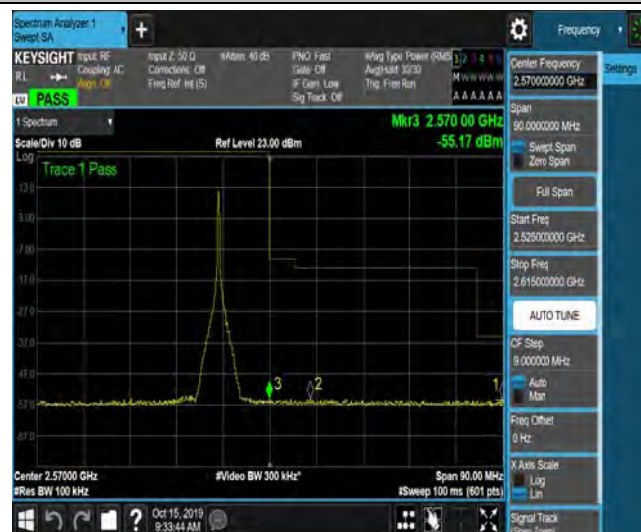 Spectrum Analyzer 1
Swept SA
Frequency
KEYSIGHT
Input: RF
Coupling: AC
Align: Off
Input Z: 50 Ω
Corrections: Off
Freq Ref: Int (S)
#Atten: 40 dB
PNO: Fast
Gate: Off
IF Gain: Low
Sig Track: Off
#Avg Type: Power (RMS)
Avg|Hold: 30/30
Trig: Free Run
M W W W W W
A A A A A A
RL
LXI
PASS
1 Spectrum
Scale/Div 10 dB
Ref Level 23.00 dBm
Mkr3 2.570 00 GHz
-55.17 dBm
Log
Trace 1 Pass
13.0
3.00
-7.00
-17.0
-27.0
-37.0
-47.0
-57.0
-67.0
3
2
1
Center 2.57000 GHz
#Video BW 300 kHz*
Span 90.00 MHz
#Res BW 100 kHz
#Sweep 100 ms (601 pts)
Oct 15, 2019
9:33:44 AM
Center Frequency
2.570000000 GHz
Settings
Span
90.0000000 MHz
Swept Span
Zero Span
Full Span
Start Freq
2.525000000 GHz
Stop Freq
2.615000000 GHz
AUTO TUNE
CF Step
9.000000 MHz
Auto
Man
Freq Offset
0 Hz
X Axis Scale
Log
Lin
Signal Track
(Span Zoom)